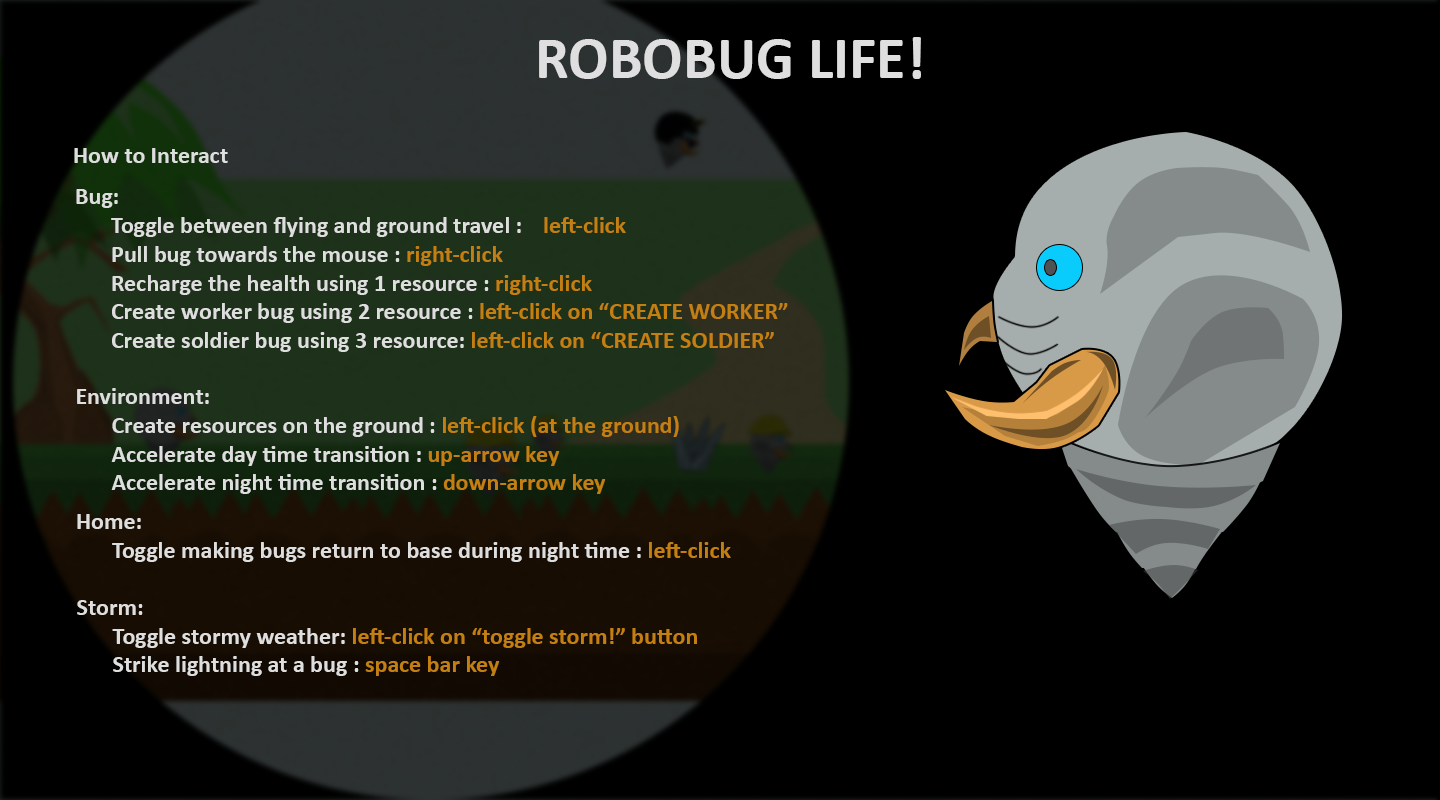 ROBOBUG LIFE!
How to Interact
Bug:
Toggle between flying and ground travel : left-click
Pull bug towards the mouse : right-click
Recharge the health using 1 resource : right-click
Create worker bug using 2 resource : left-click on “CREATE WORKER”
Create soldier bug using 3 resource: left-click on “CREATE SOLDIER”
Environment:
Create resources on the ground : left-click (at the ground)
Accelerate day time transition : up-arrow key
Accelerate night time transition : down-arrow key
Home:
Toggle making bugs return to base during night time : left-click
Storm:
Toggle stormy weather: left-click on “toggle storm!” button
Strike lightning at a bug : space bar key